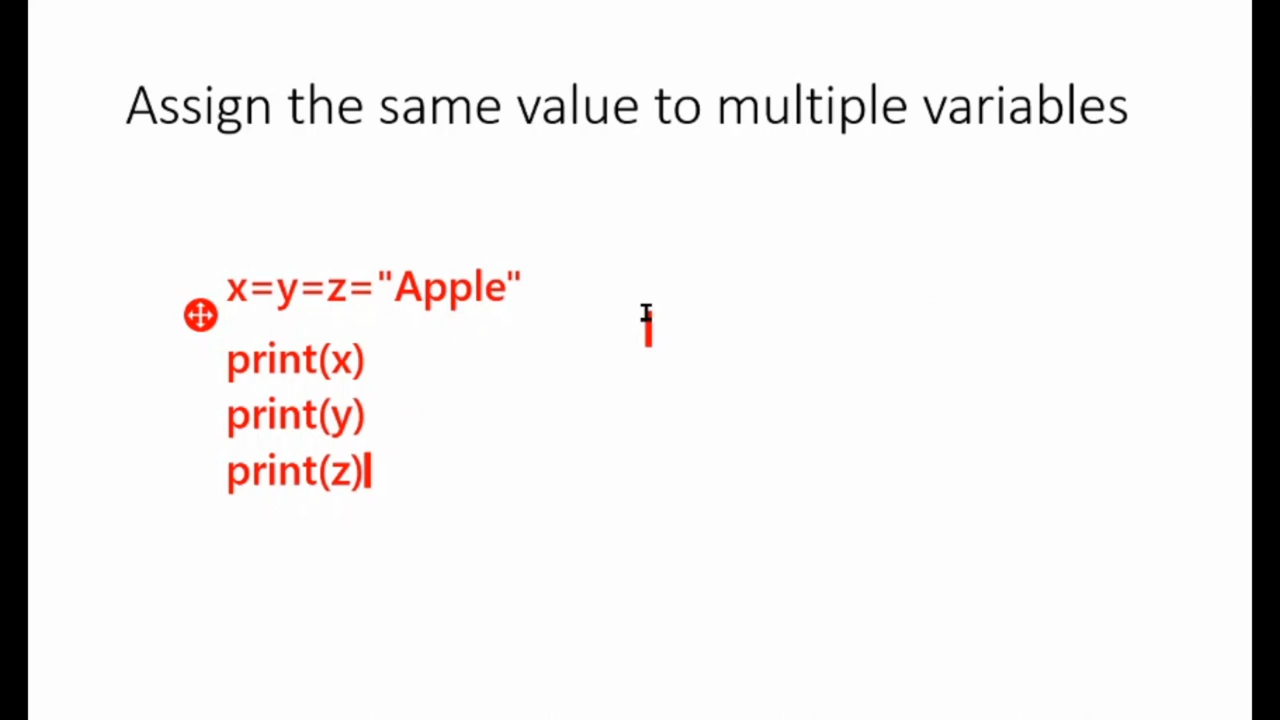 Assign the same value to multiple variables
x=y=z="Apple"
print(x)
print(y)
print(z)